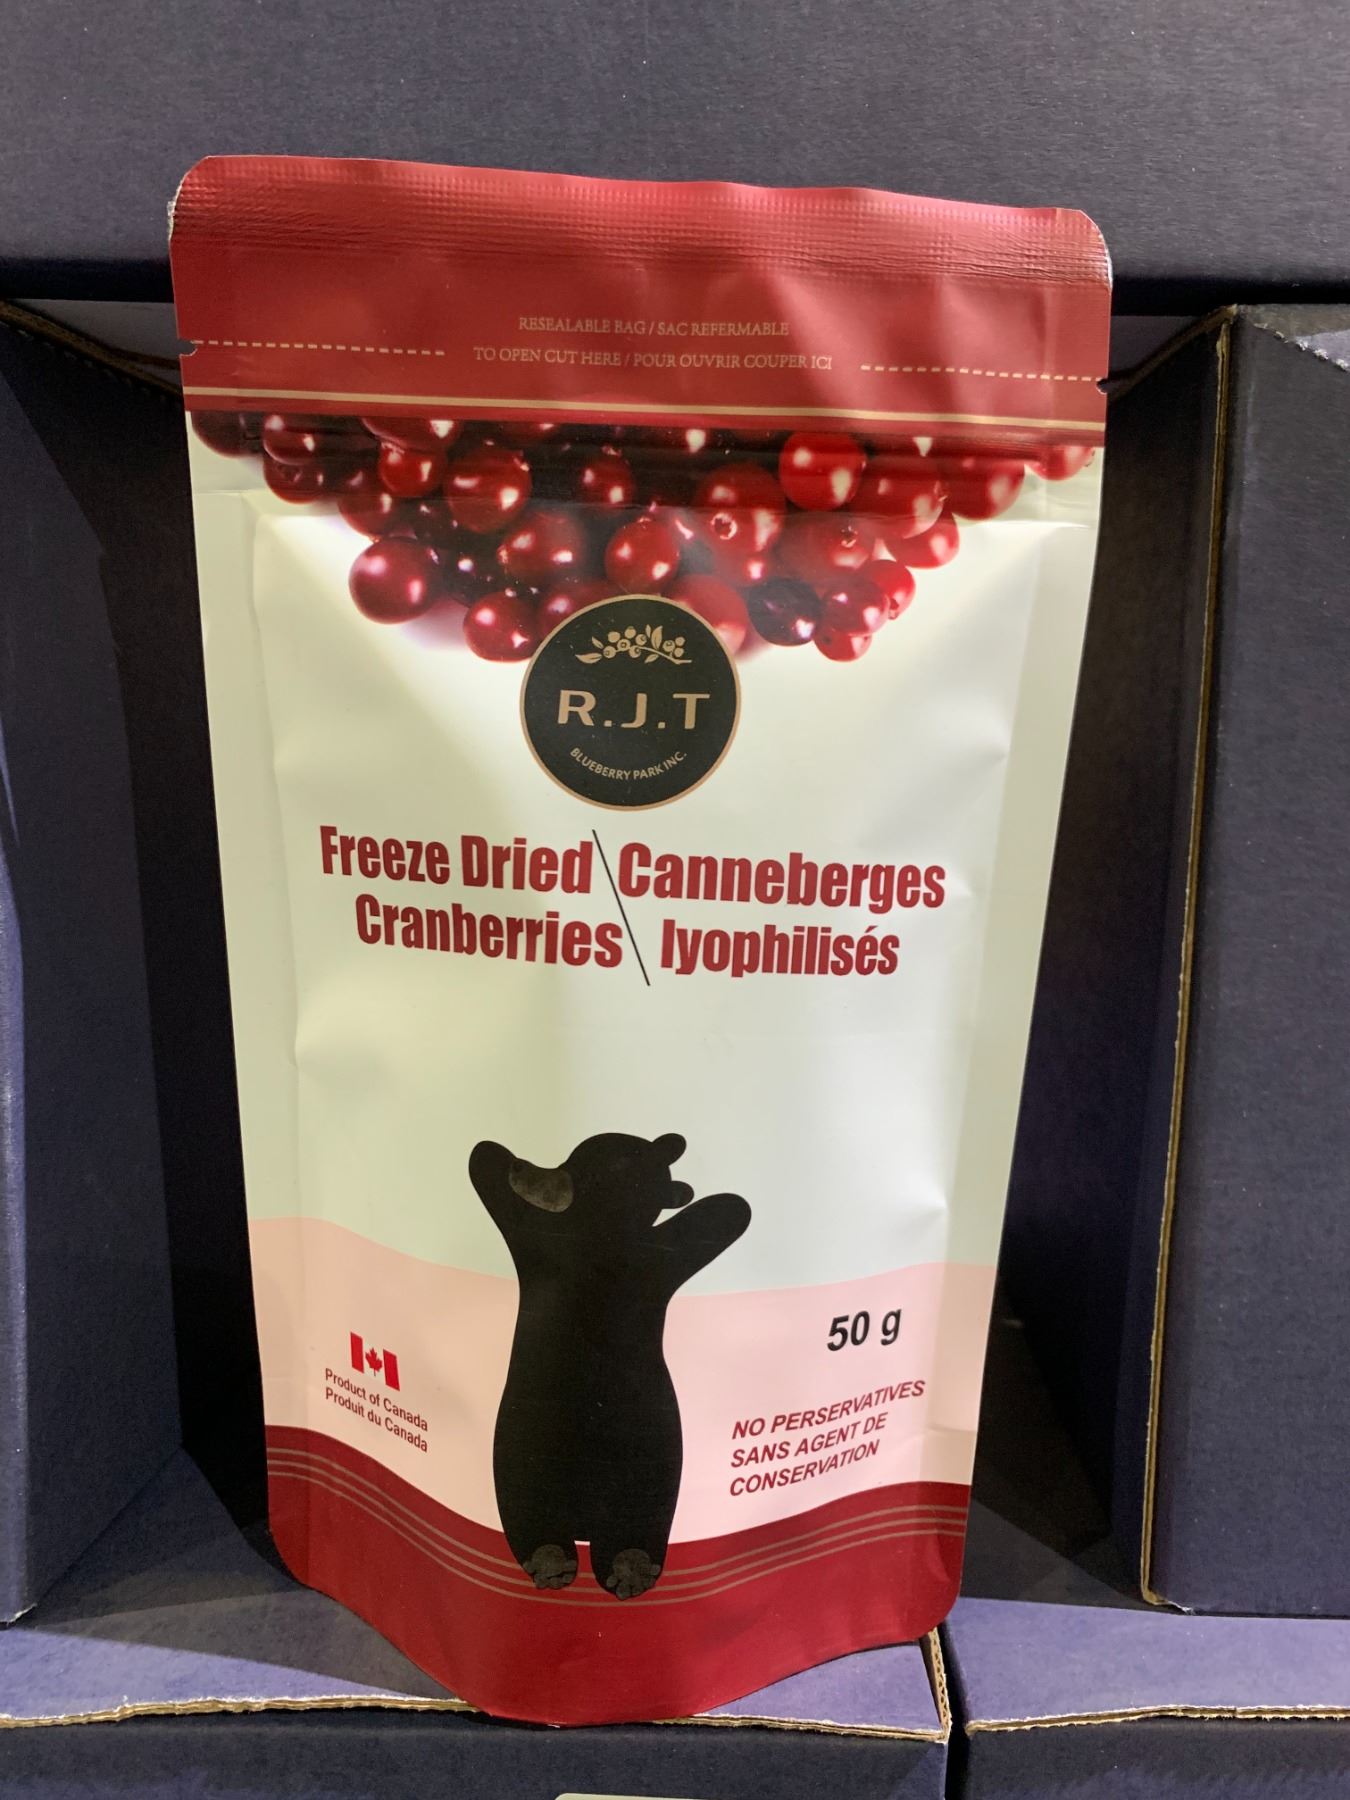 RESEALABLE BAG / SAC REFERMABLE
TO OPEN CUT HERE / POUR OUVRIR COUPER ICI
R.J.T
BLUEBERRY PARK INC.
Freeze Dried \ Canneberges
Cranberries \ lyophilisés
50 g
Product of Canada
Produit du Canada
NO PERSERVATIVES
SANS AGENT DE
CONSERVATION